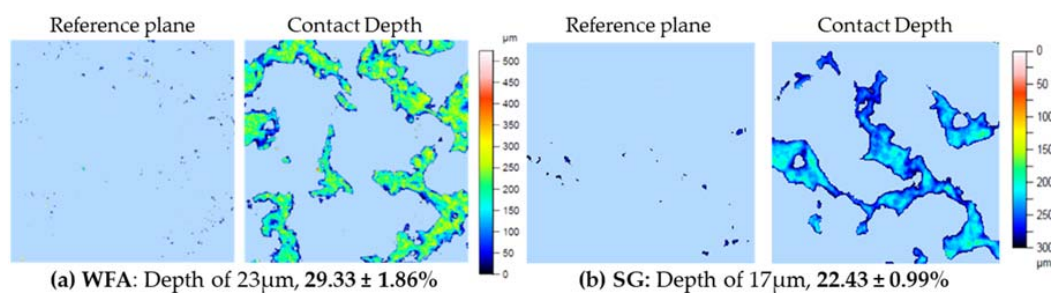 Reference plane
Contact Depth
µm
500
450
400
350
300
250
200
150
100
50
0
(a) WFA: Depth of 23µm, 29.33 ± 1.86%
Reference plane
Contact Depth
0
50
100
150
200
250
300
µm
(b) SG: Depth of 17µm, 22.43 ± 0.99%